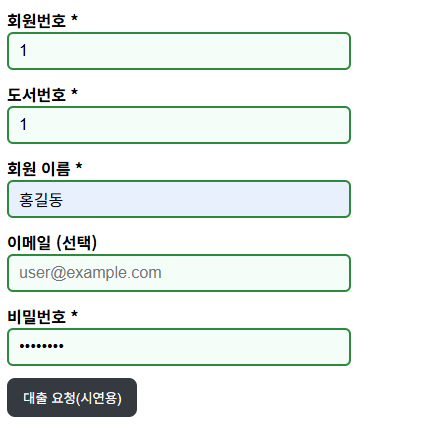 회원번호 *
1
도서번호 *
1
회원 이름 *
홍길동
이메일 (선택)
user@example.com
비밀번호 *
••••••••
대출 요청(시연용)